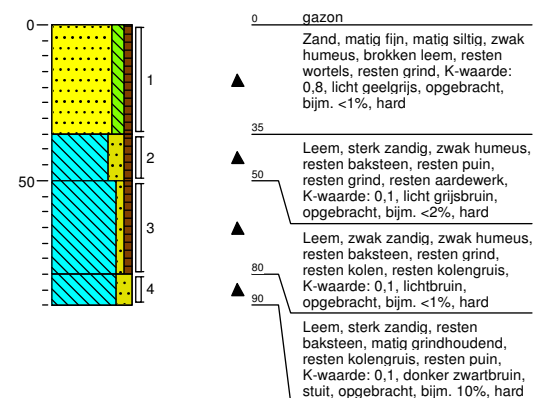 0
gazon
Zand, matig fijn, matig siltig, zwak
humeus, brokken leem, resten
wortels, resten grind, K-waarde:
0,8, licht geelgrijs, opgebracht,
bijm. <1%, hard
35
Leem, sterk zandig, zwak humeus,
resten baksteen, resten puin,
resten grind, resten aardewerk,
K-waarde: 0,1, licht grijsbruin,
opgebracht, bijm. <2%, hard
50
Leem, zwak zandig, zwak humeus,
resten baksteen, resten grind,
resten kolen, resten kolengruis,
K-waarde: 0,1, lichtbruin,
opgebracht, bijm. <1%, hard
80
Leem, sterk zandig, resten
baksteen, matig grindhoudend,
resten kolengruis, resten puin,
K-waarde: 0,1, donker zwartbruin,
stuit, opgebracht, bijm. 10%, hard
90
0
50
1
2
3
4